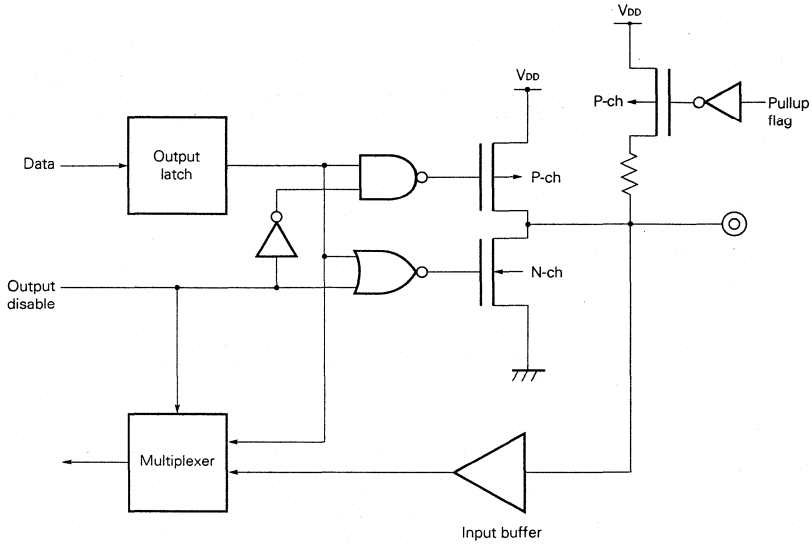 VDD
VDD
P-ch
Pullup
flag
Data
Output
latch
P-ch
Output
disable
N-ch
Multiplexer
Input buffer